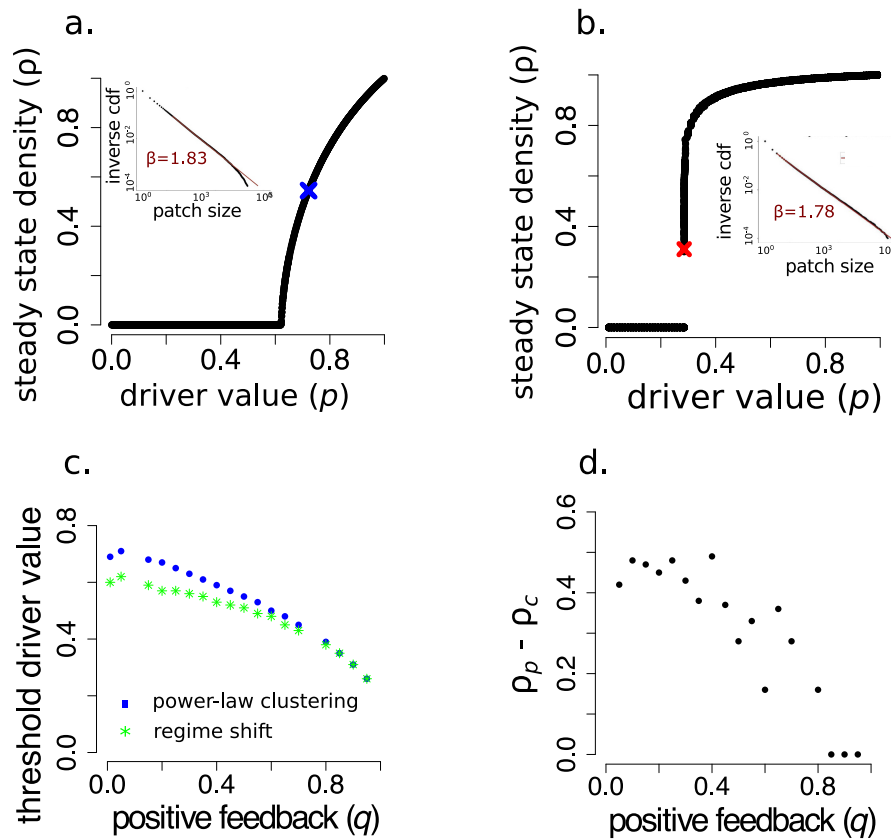 a.
steady state density (ρ)
0.0 0.4 0.8
inverse cdf
10^0
10^-2
10^-4
β=1.83
10^0 10^3
patch size
0.0 0.4 0.8
driver value (p)
b.
steady state density (ρ)
0.0 0.4 0.8
inverse cdf
10^0
10^-2
10^-4
β=1.78
10^0 10^3
patch size
0.0 0.4 0.8
driver value (p)
c.
threshold driver value
0.0 0.4 0.8
power-law clustering
regime shift
0.0 0.4 0.8
positive feedback (q)
d.
ρp - ρc
0.0 0.2 0.4 0.6
0.0 0.4 0.8
positive feedback (q)